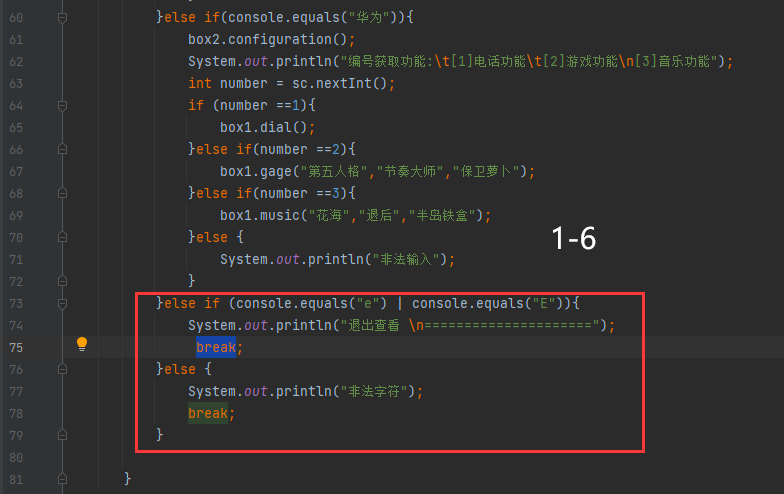 60 }else if(console.equals("华为")){
61 box2.configuration();
62 System.out.println("编号获取功能:\t[1]电话功能\t[2]游戏功能\n[3]音乐功能");
63 int number = sc.nextInt();
64 if (number ==1){
65 box1.dial();
66 }else if(number ==2){
67 box1.gage("第五人格","节奏大师","保卫萝卜");
68 }else if(number ==3){
69 box1.music("花海","退后","半岛铁盒");
70 }else {
71 System.out.println("非法输入");
72 }
1-6
73 }else if (console.equals("e") | console.equals("E")){
74 System.out.println("退出查看 \n=====================");
75 break;
76 }else {
77 System.out.println("非法字符");
78 break;
79 }
80
81 }